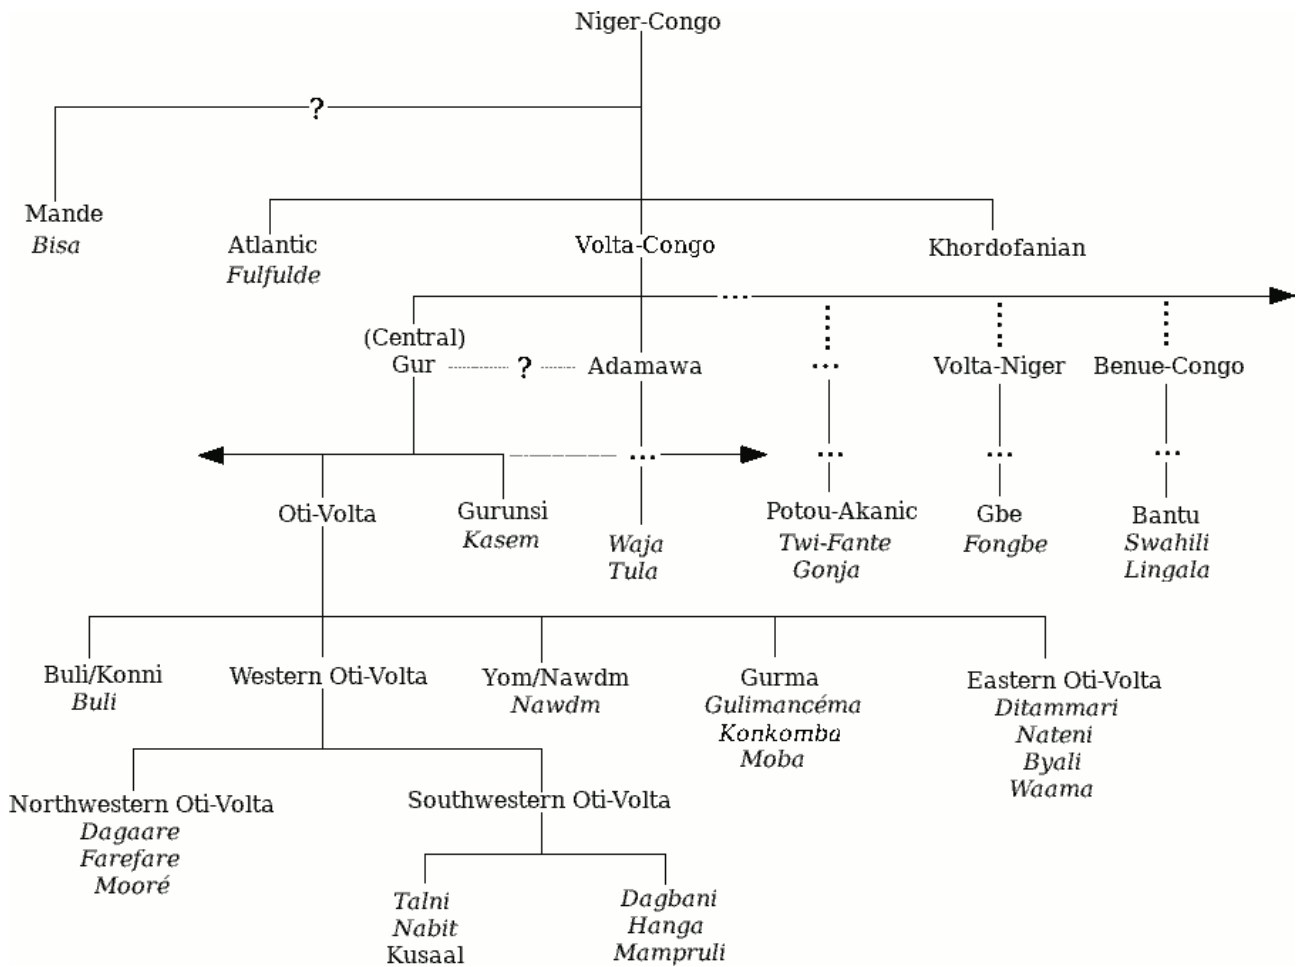 Niger-Congo
?
Mande
Bisa
Atlantic
Fulfulde
Volta-Congo
Khordofanian
...
(Central)
Gur
?
Adamawa
...
Volta-Niger
Benue-Congo
...
...
...
...
Oti-Volta
Gurunsi
Kasem
Waja
Tula
Potou-Akanic
Twi-Fante
Gonja
Gbe
Fongbe
Bantu
Swahili
Lingala
Buli/Konni
Buli
Western Oti-Volta
Yom/Nawdm
Nawdm
Gurma
Gulimancéma
Konkomba
Moba
Eastern Oti-Volta
Ditammari
Nateni
Byali
Waama
Northwestern Oti-Volta
Dagaare
Farefare
Mooré
Southwestern Oti-Volta
Talni
Nabit
Kusaal
Dagbani
Hanga
Mampruli